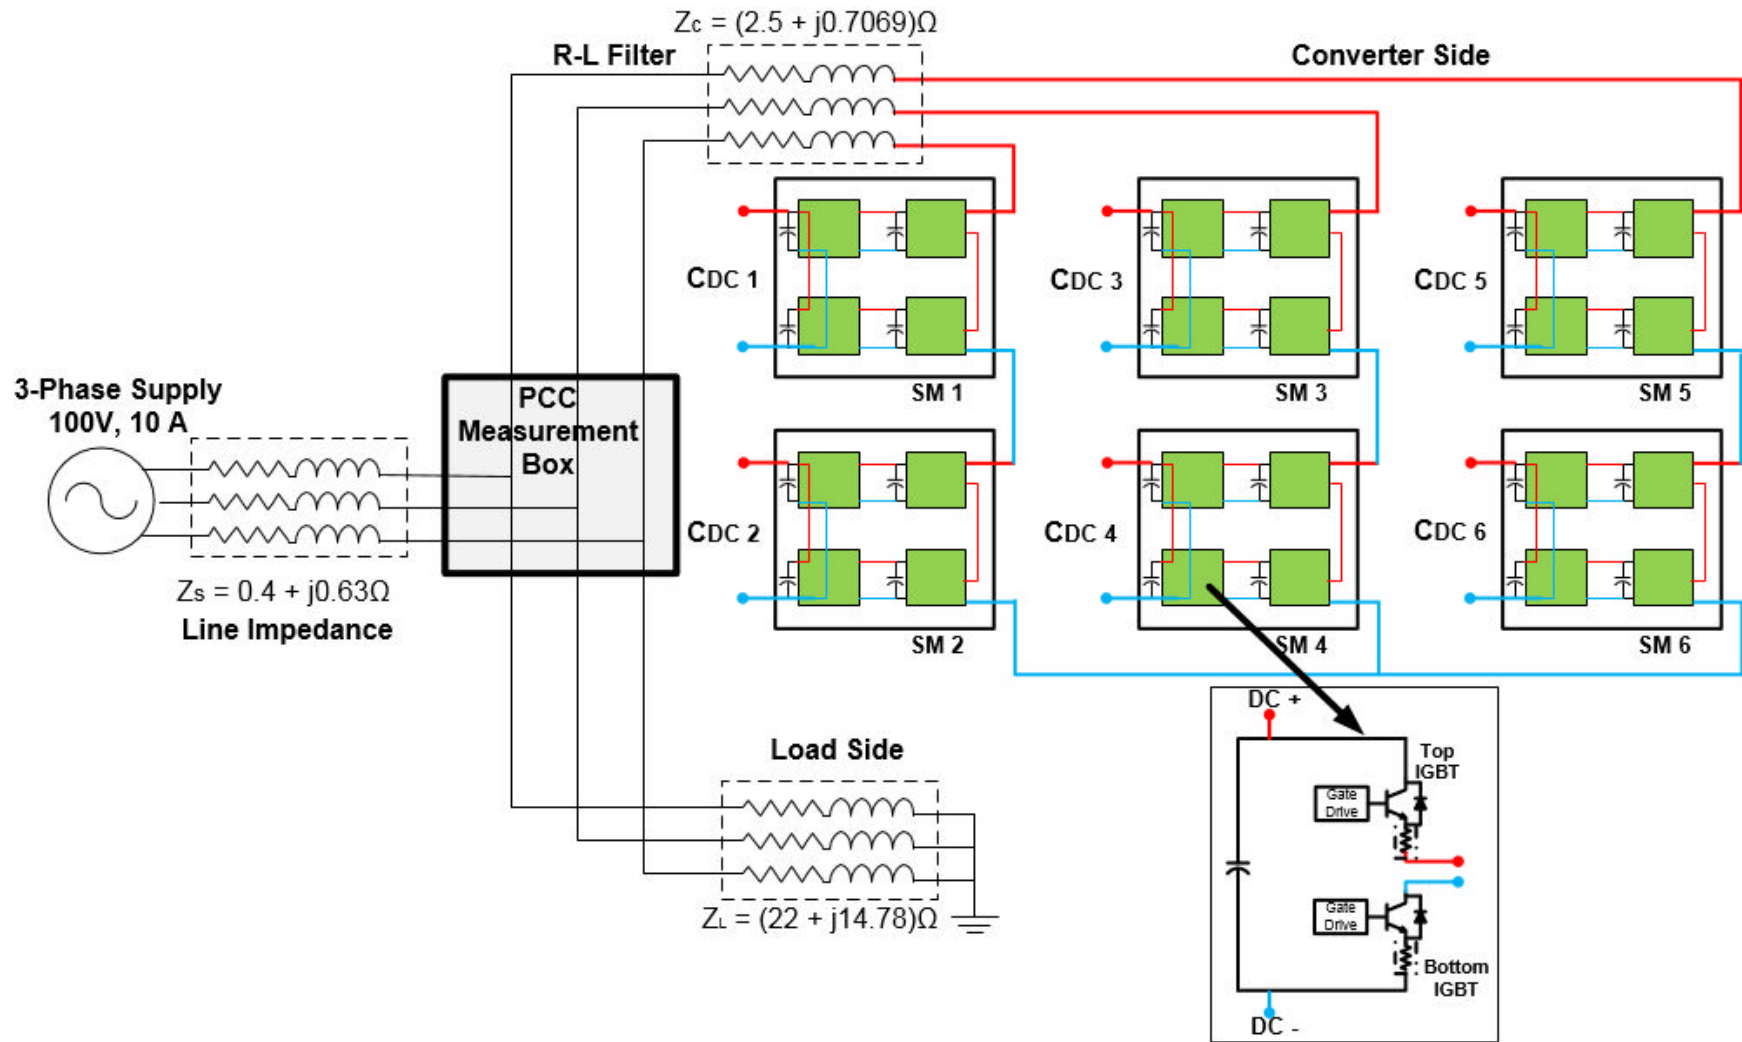 Zc = (2.5 + j0.7069)Ω
R-L Filter
Converter Side
CDC 1
CDC 3
CDC 5
SM 1
SM 3
SM 5
3-Phase Supply
100V, 10 A
PCC
Measurement
Box
CDC 2
CDC 4
CDC 6
Zs = 0.4 + j0.63Ω
Line Impedance
SM 2
SM 4
SM 6
Load Side
ZL = (22 + j14.78)Ω
DC +
Top
IGBT
Gate
Drive
Gate
Drive
Bottom
IGBT
DC -